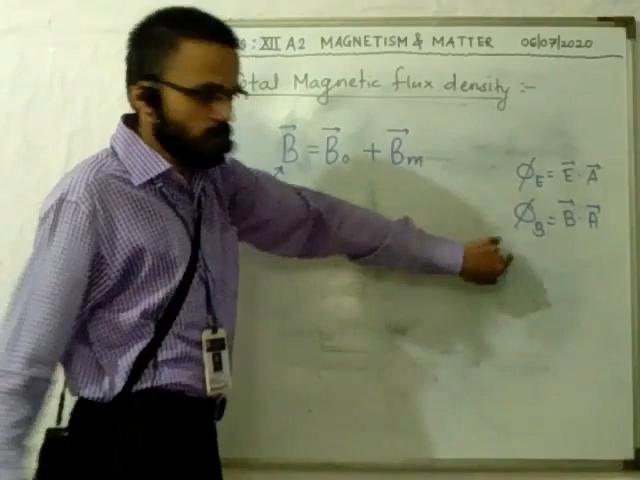 : XII A2 MAGNETISM & MATTER 06/07/2020
Magnetic flux density :-
B⃗ = B⃗₀ + B⃗ₘ
ϕ_E = E⃗ · A⃗
ϕ_B = B⃗ · A⃗